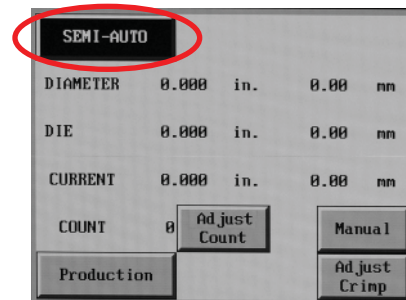 SEMI-AUTO
DIAMETER 0.000 in. 0.00 mm
DIE 0.000 in. 0.00 mm
CURRENT 0.000 in. 0.00 mm
COUNT 0 Adjust Count Manual
Production Adjust Crimp